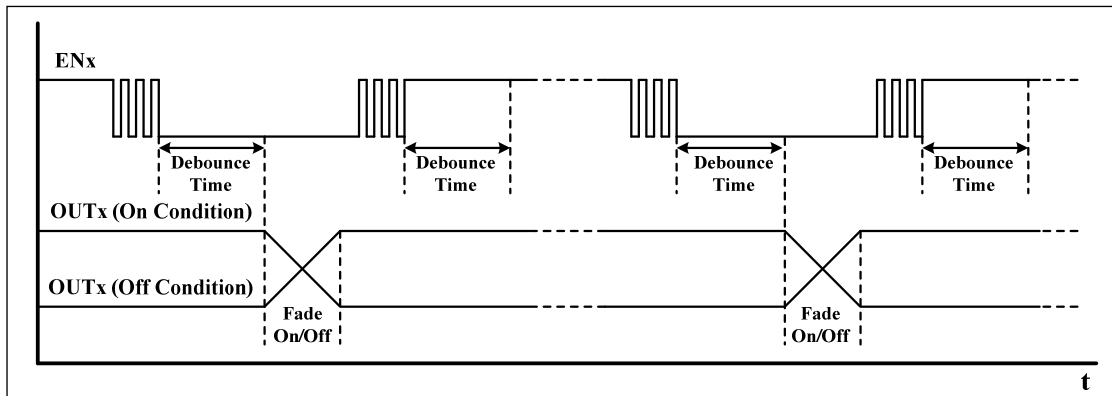 ENx
Debounce
Time
Debounce
Time
Debounce
Time
Debounce
Time
OUTx (On Condition)
OUTx (Off Condition)
Fade
On/Off
Fade
On/Off
t